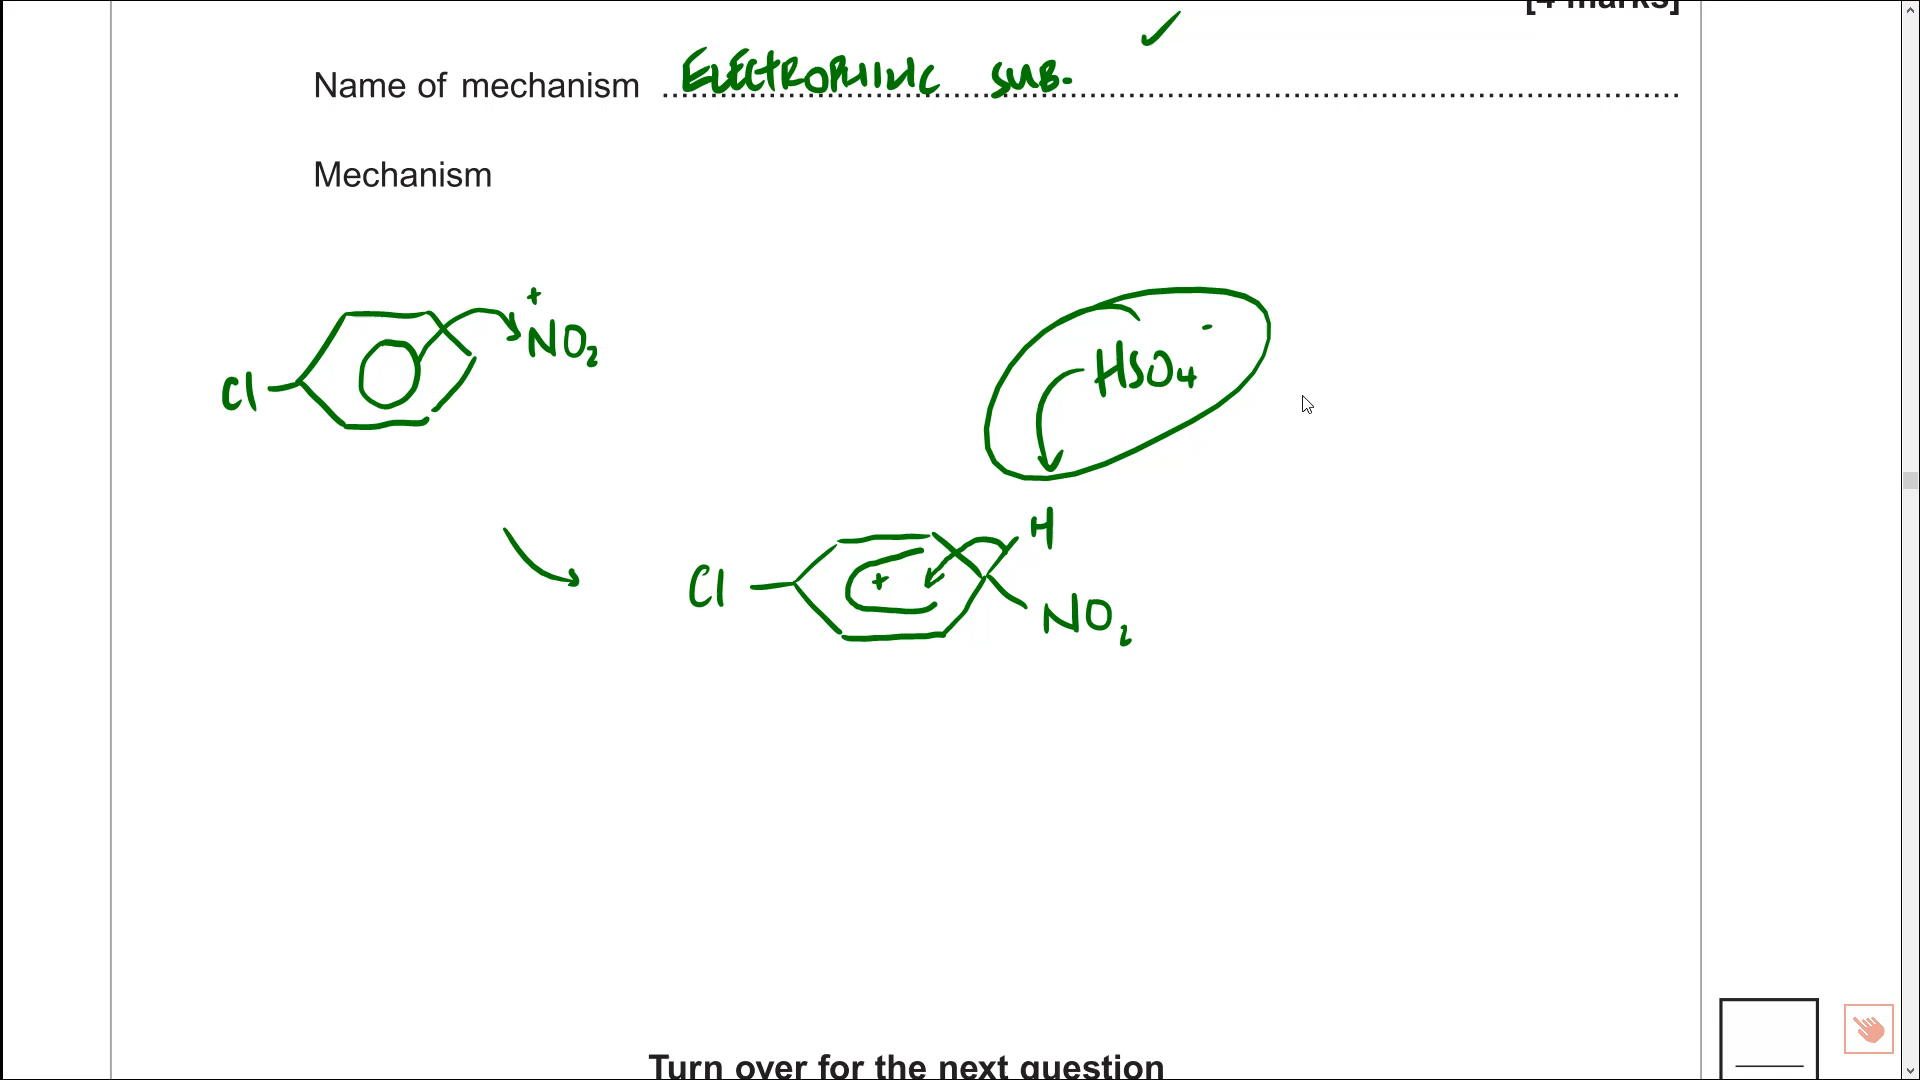 [4 marks]
Name of mechanism ELECTROPHILIC SUB.
Mechanism
+
NO2
Cl
HSO4 -
H
Cl +
NO2
Turn over for the next question